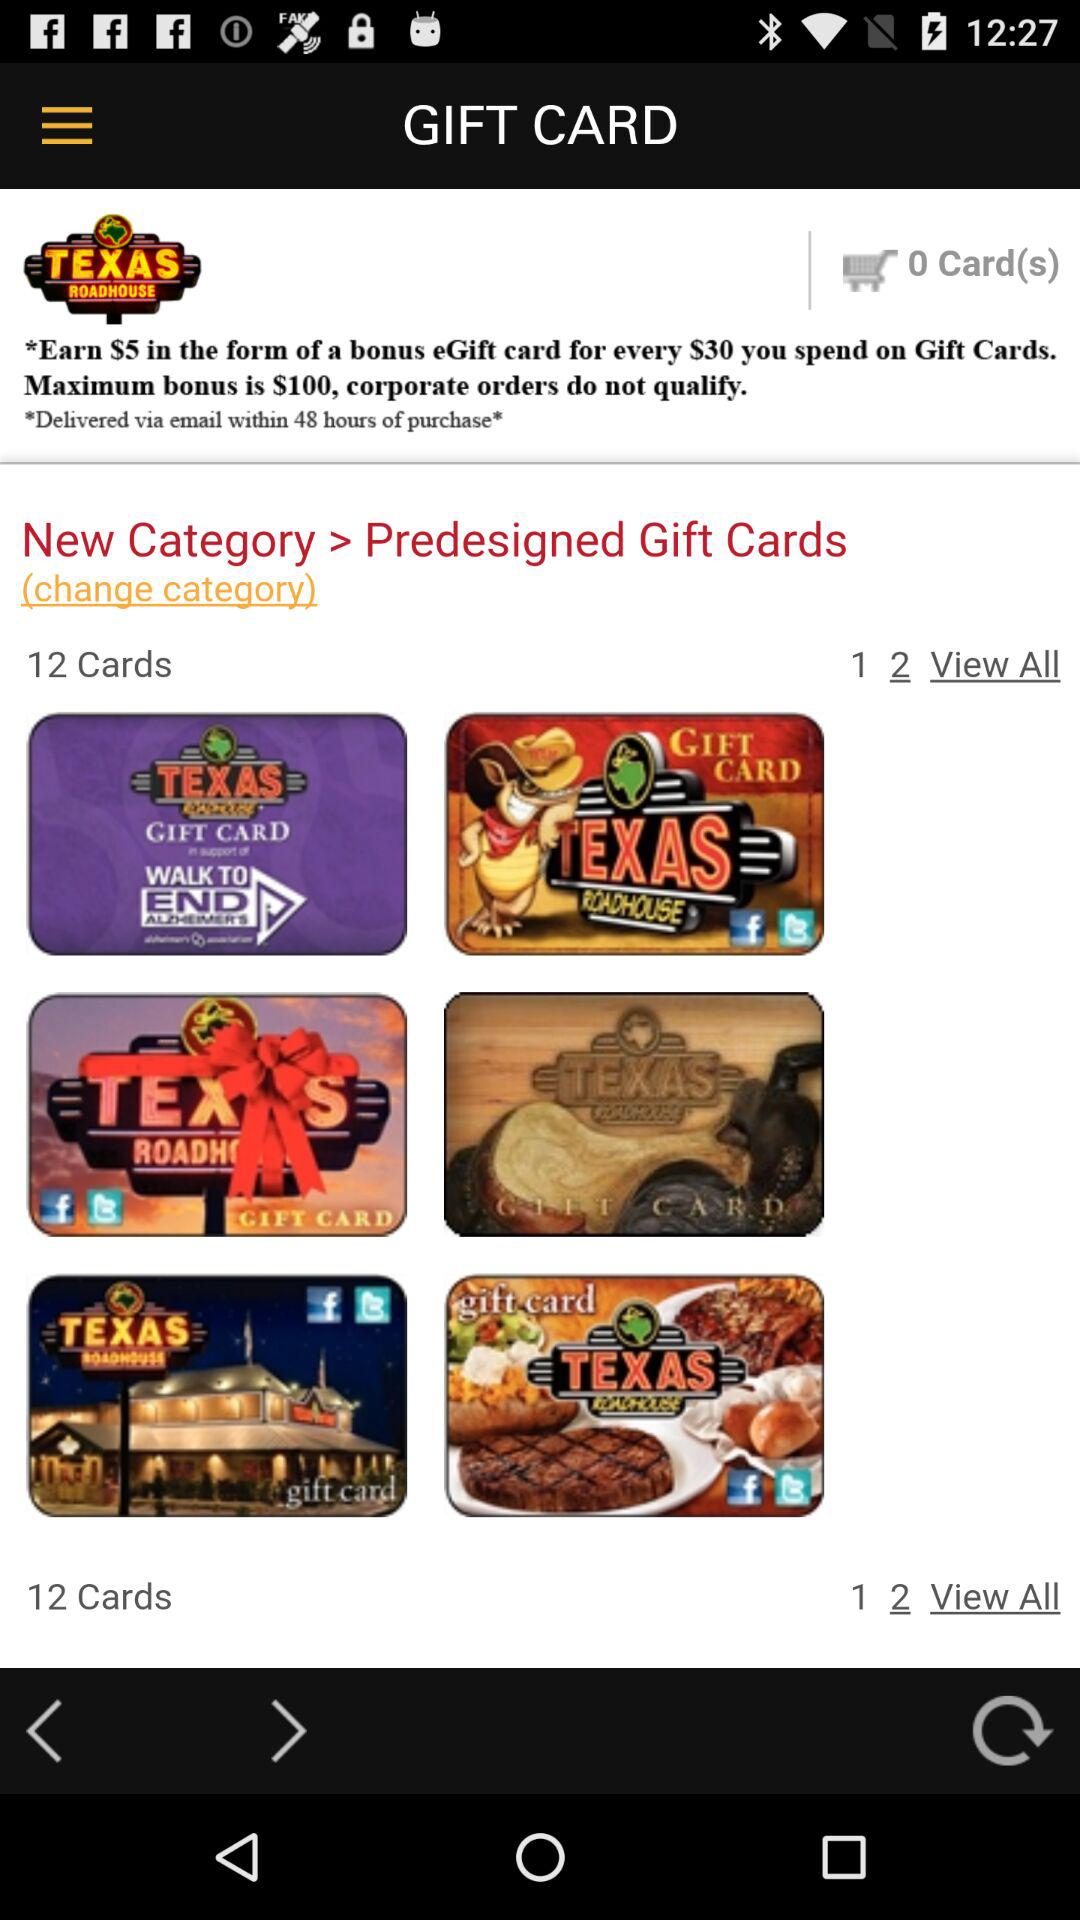 FAKE
12:27
GIFT CARD
TEXAS
ROADHOUSE
0 Card(s)
*Earn $5 in the form of a bonus eGift card for every $30 you spend on Gift Cards.
Maximum bonus is $100, corporate orders do not qualify.
*Delivered via email within 48 hours of purchase*
New Category > Predesigned Gift Cards
(change category)
12 Cards
1 2 View All
TEXAS
ROADHOUSE
GIFT CARD
in support of
WALK TO
END
ALZHEIMER'S
alzheimer's association
GIFT
CARD
TEXAS
ROADHOUSE
TEX S
ROADHO
GIFT CARD
TEXAS
ROADHOUSE
GIFT CARD
TEXAS
ROADHOUSE
gift card
gift card
TEXAS
ROADHOUSE
12 Cards
1 2 View All